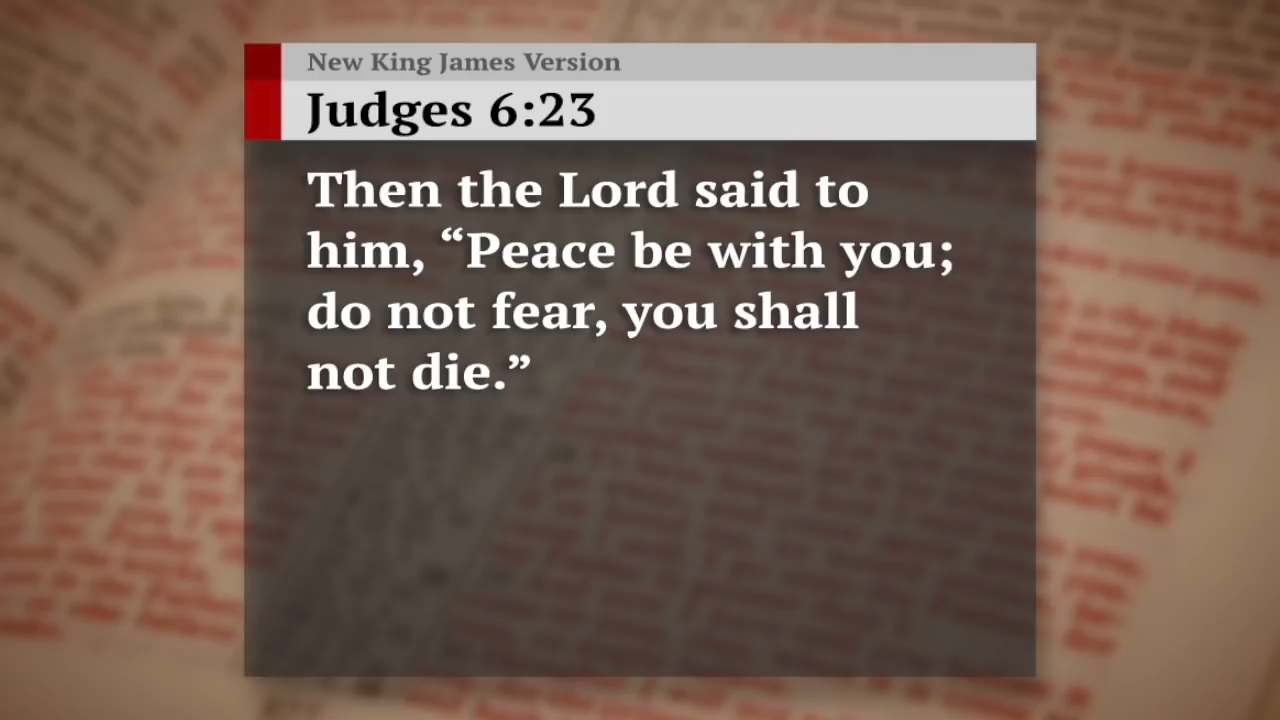 New King James Version
Judges 6:23
Then the Lord said to
him, “Peace be with you;
do not fear, you shall
not die.”